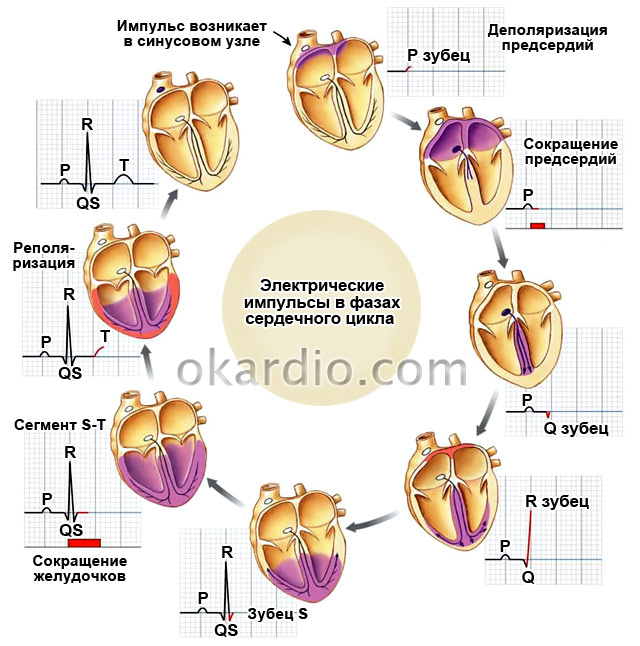 Импульс возникает
в синусовом узле
Деполяризация
предсердий
P зубец
Сокращение
предсердий
P
P
Q зубец
R зубец
P
Q
R
P
Зубец S
QS
Сегмент S-T
R
P
QS
Сокращение
желудочков
Реполя-
ризация
R
T
P
QS
R
P
T
QS
Электрические
импульсы в фазах
сердечного цикла
okardio.com